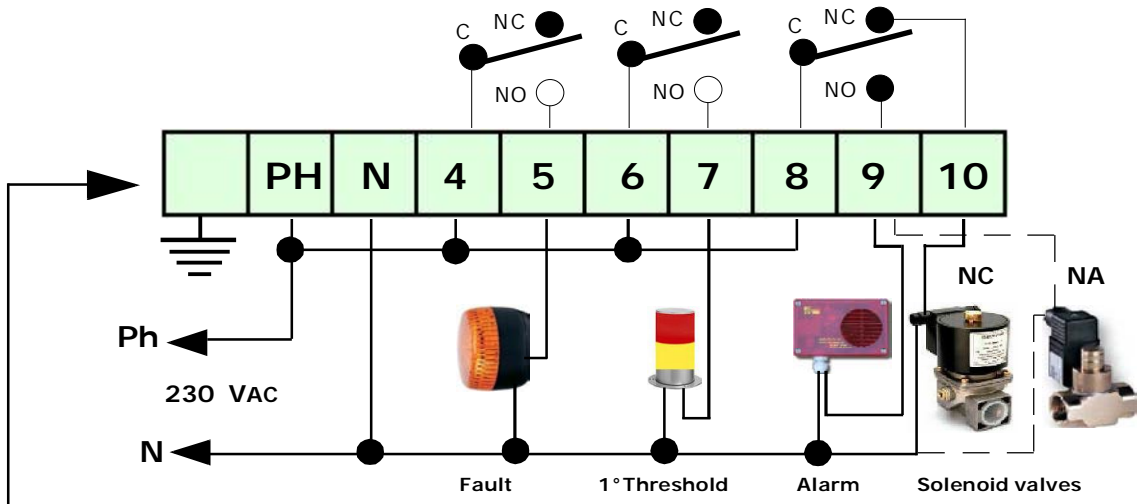 C NC C NC C NC
NO NO NO
PH N 4 5 6 7 8 9 10
NC NA
Ph
230 VAC
N
Fault 1°Threshold Alarm Solenoid valves